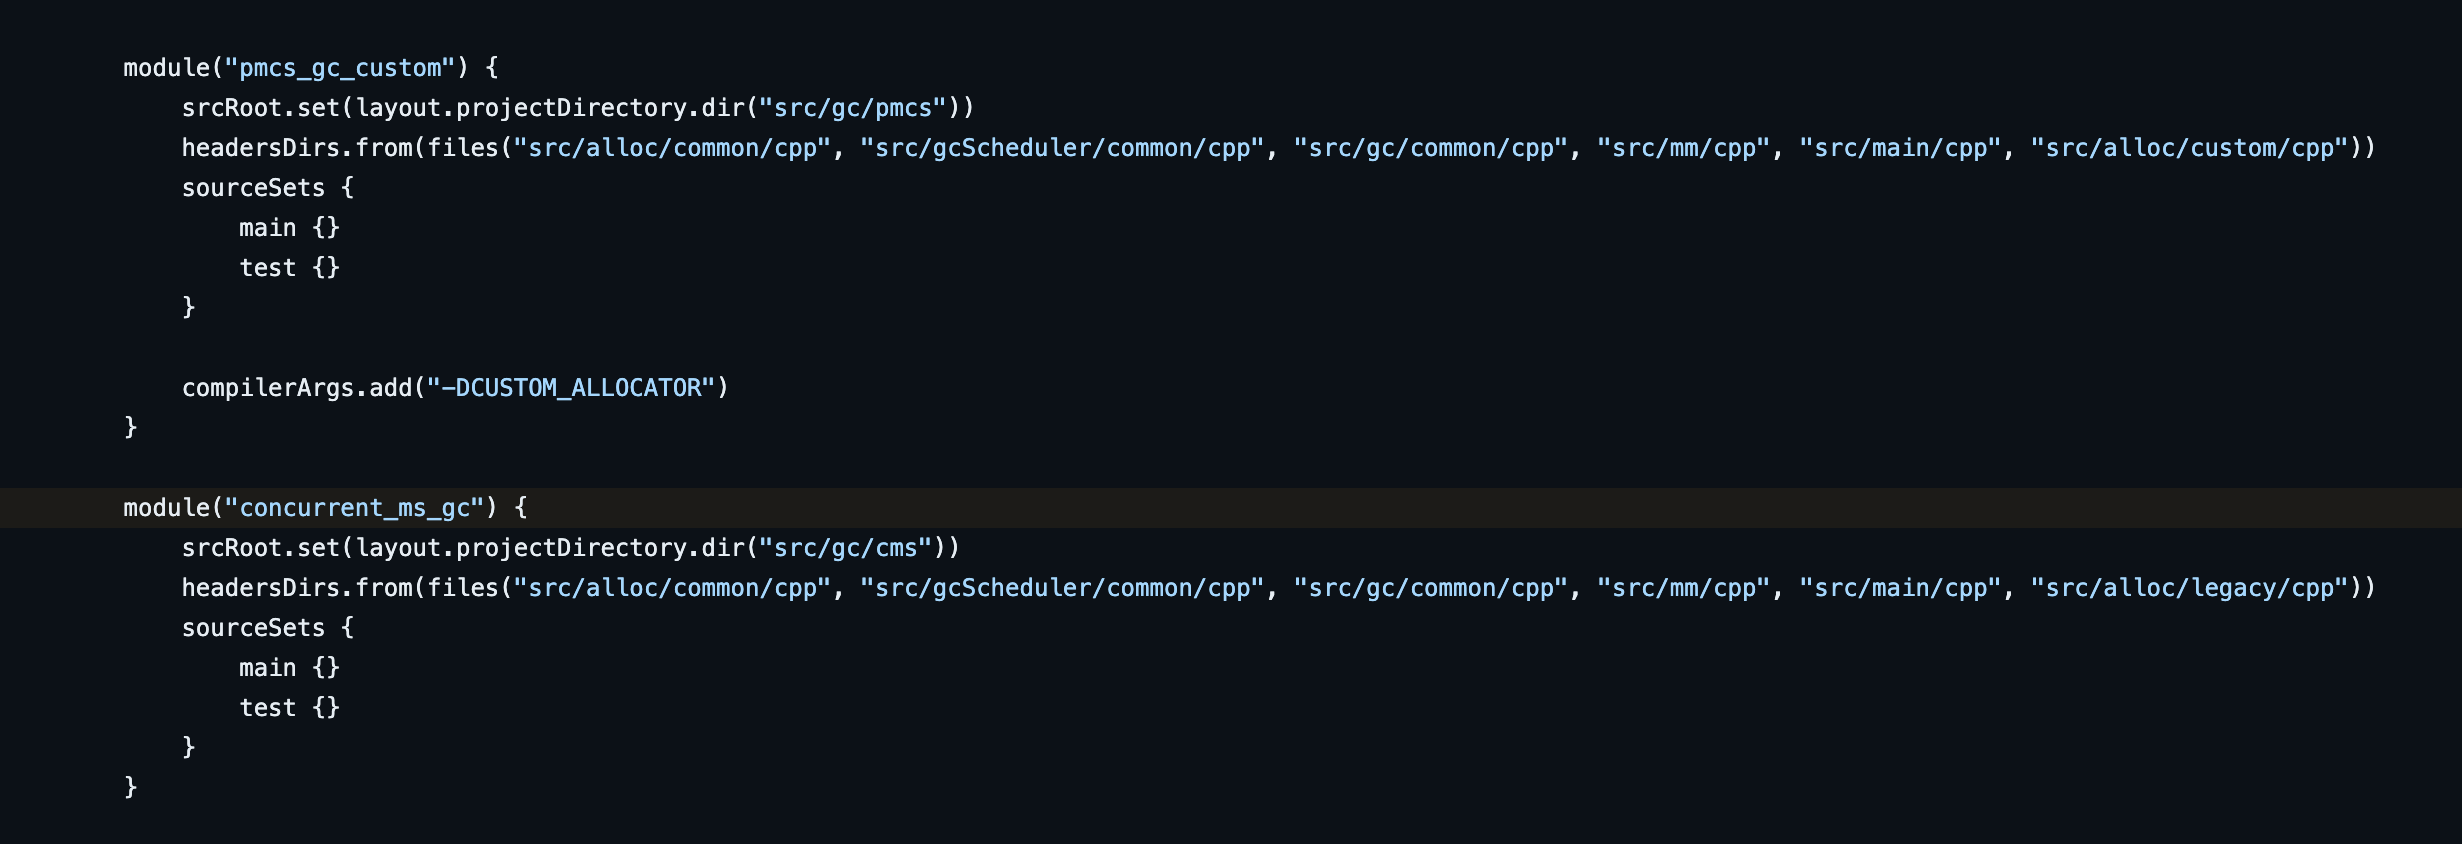 module("pmcs_gc_custom") {
    srcRoot.set(layout.projectDirectory.dir("src/gc/pmcs"))
    headersDirs.from(files("src/alloc/common/cpp", "src/gcScheduler/common/cpp", "src/gc/common/cpp", "src/mm/cpp", "src/main/cpp", "src/alloc/custom/cpp"))
    sourceSets {
        main {}
        test {}
    }

    compilerArgs.add("-DCUSTOM_ALLOCATOR")
}

module("concurrent_ms_gc") {
    srcRoot.set(layout.projectDirectory.dir("src/gc/cms"))
    headersDirs.from(files("src/alloc/common/cpp", "src/gcScheduler/common/cpp", "src/gc/common/cpp", "src/mm/cpp", "src/main/cpp", "src/alloc/legacy/cpp"))
    sourceSets {
        main {}
        test {}
    }
}